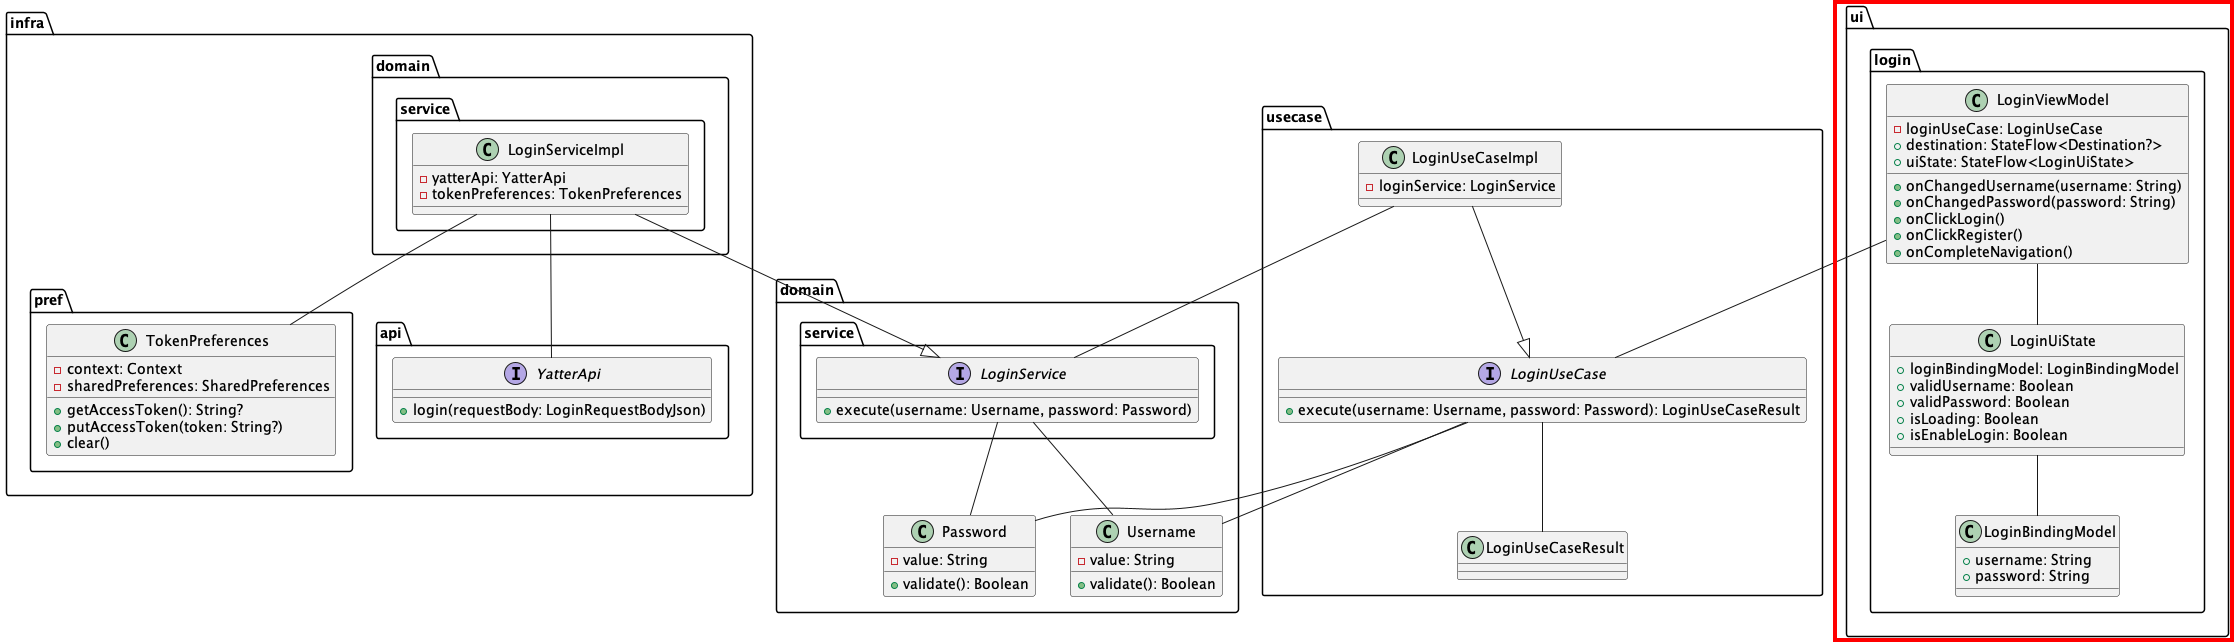 infra
domain
service
C LoginServiceImpl
yatterApi: YatterApi
tokenPreferences: TokenPreferences
pref
C TokenPreferences
context: Context
sharedPreferences: SharedPreferences
getAccessToken(): String?
putAccessToken(token: String?)
clear()
api
I YatterApi
login(requestBody: LoginRequestBodyJson)
domain
service
I LoginService
execute(username: Username, password: Password)
C Password
value: String
validate(): Boolean
C Username
value: String
validate(): Boolean
usecase
C LoginUseCaseImpl
loginService: LoginService
I LoginUseCase
execute(username: Username, password: Password): LoginUseCaseResult
C LoginUseCaseResult
ui
login
C LoginViewModel
loginUseCase: LoginUseCase
destination: StateFlow<Destination?>
uiState: StateFlow<LoginUiState>
onChangedUsername(username: String)
onChangedPassword(password: String)
onClickLogin()
onClickRegister()
onCompleteNavigation()
C LoginUiState
loginBindingModel: LoginBindingModel
validUsername: Boolean
validPassword: Boolean
isLoading: Boolean
isEnableLogin: Boolean
C LoginBindingModel
username: String
password: String